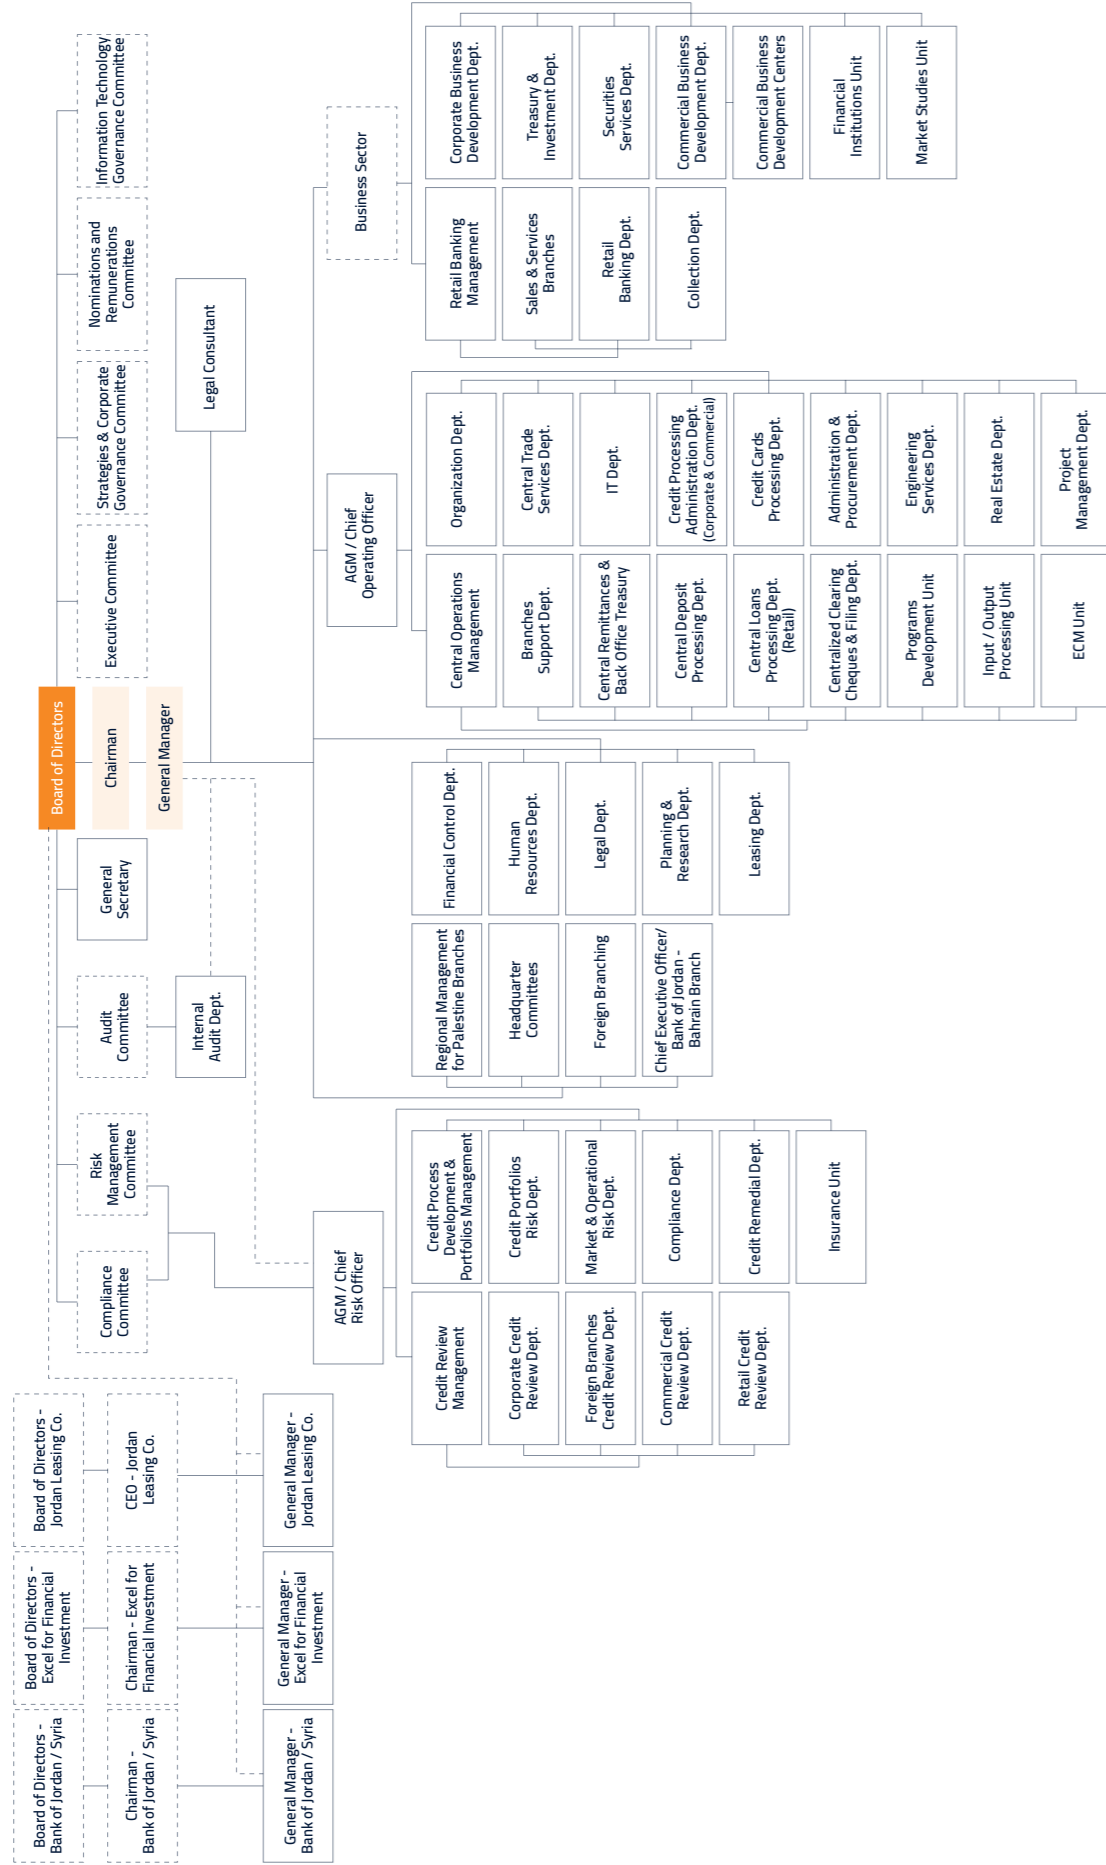 Board of Directors -
Bank of Jordan / Syria
Board of Directors -
Excel for Financial
Investment
Board of Directors -
Jordan Leasing Co.
Chairman -
Bank of Jordan / Syria
Chairman - Excel for
Financial Investment
CEO - Jordan
Leasing Co.
General Manager -
Bank of Jordan / Syria
General Manager -
Excel for Financial
Investment
General Manager -
Jordan Leasing Co.
Board of Directors
Chairman
General Manager
Compliance
Committee
Risk
Management
Committee
Audit
Committee
General
Secretary
Executive Committee
Strategies & Corporate
Governance Committee
Nominations and
Remunerations
Committee
Information Technology
Governance Committee
Internal
Audit Dept.
Legal Consultant
AGM / Chief
Risk Officer
AGM / Chief
Operating Officer
Business Sector
Credit Review
Management
Corporate Credit
Review Dept.
Foreign Branches
Credit Review Dept.
Commercial Credit
Review Dept.
Retail Credit
Review Dept.
Credit Process
Development &
Portfolios Management
Credit Portfolios
Risk Dept.
Market & Operational
Risk Dept.
Compliance Dept.
Credit Remedial Dept.
Insurance Unit
Regional Management
for Palestine Branches
Headquarter
Committees
Foreign Branching
Chief Executive Officer/
Bank of Jordan -
Bahrain Branch
Financial Control Dept.
Human
Resources Dept.
Legal Dept.
Planning &
Research Dept.
Leasing Dept.
Central Operations
Management
Branches
Support Dept.
Central Remittances &
Back Office Treasury
Central Deposit
Processing Dept.
Central Loans
Processing Dept.
(Retail)
Centralized Clearing
Cheques & Filing Dept.
Programs
Development Unit
Input / Output
Processing Unit
ECM Unit
Organization Dept.
Central Trade
Services Dept.
IT Dept.
Credit Processing
Administration Dept.
(Corporate & Commercial)
Credit Cards
Processing Dept.
Administration &
Procurement Dept.
Engineering
Services Dept.
Real Estate Dept.
Project
Management Dept.
Retail Banking
Management
Sales & Services
Branches
Retail
Banking Dept.
Collection Dept.
Corporate Business
Development Dept.
Treasury &
Investment Dept.
Securities
Services Dept.
Commercial Business
Development Dept.
Commercial Business
Development Centers
Financial
Institutions Unit
Market Studies Unit